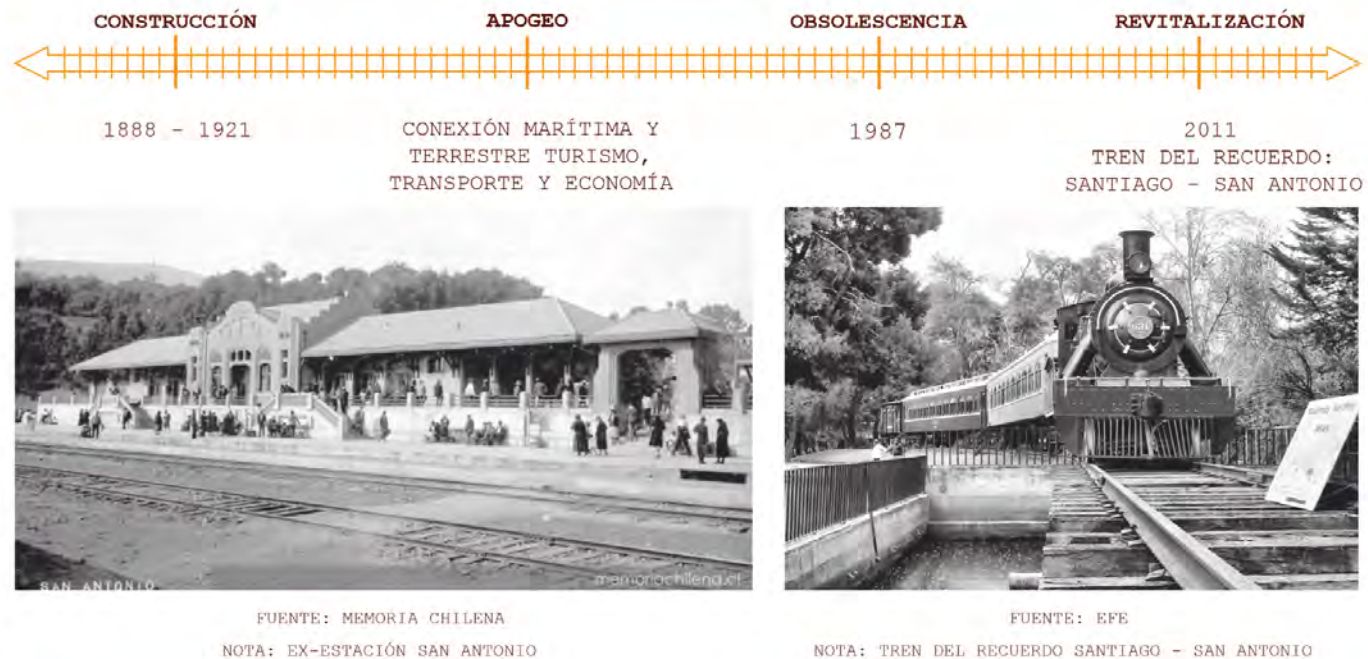 CONSTRUCCIÓN
APOGEO
OBSOLESCENCIA
REVITALIZACIÓN
1888 - 1921
CONEXIÓN MARÍTIMA Y
TERRESTRE TURISMO,
TRANSPORTE Y ECONOMÍA
1987
2011
TREN DEL RECUERDO:
SANTIAGO - SAN ANTONIO
SAN ANTONIO
memoriachilena.cl
FUENTE: MEMORIA CHILENA
NOTA: EX-ESTACIÓN SAN ANTONIO
FUENTE: EFE
NOTA: TREN DEL RECUERDO SANTIAGO - SAN ANTONIO